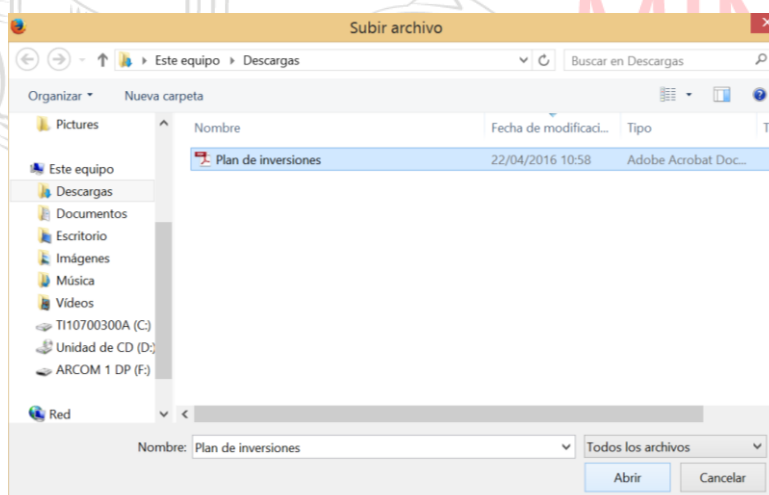 MIN
Subir archivo
Este equipo Descargas
Buscar en Descargas
Organizar Nueva carpeta
Pictures
Este equipo
Descargas
Documentos
Escritorio
Imágenes
Música
Vídeos
TI10700300A (C:)
Unidad de CD (D:)
ARCOM 1 DP (F:)
Red
Nombre Fecha de modificaci... Tipo T
Plan de inversiones 22/04/2016 10:58 Adobe Acrobat Doc...
Nombre: Plan de inversiones Todos los archivos
Abrir Cancelar